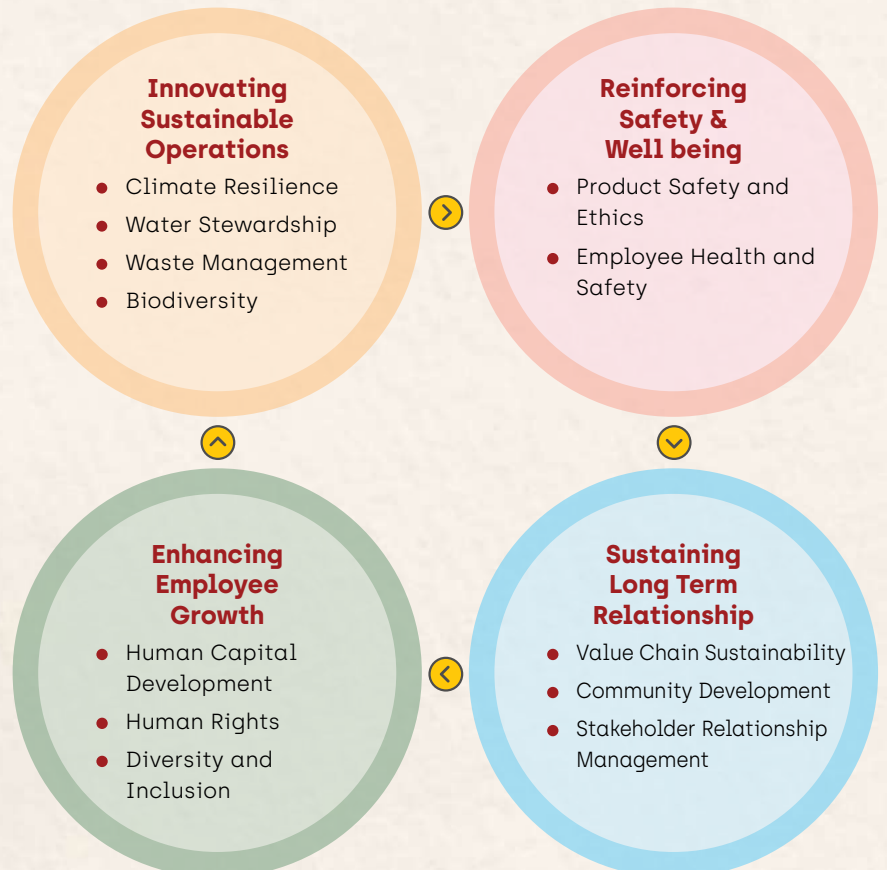 Innovating
Sustainable
Operations
Climate Resilience
Water Stewardship
Waste Management
Biodiversity
Reinforcing
Safety &
Well being
Product Safety and
Ethics
Employee Health and
Safety
Enhancing
Employee
Growth
Human Capital
Development
Human Rights
Diversity and
Inclusion
Sustaining
Long Term
Relationship
Value Chain Sustainability
Community Development
Stakeholder Relationship
Management